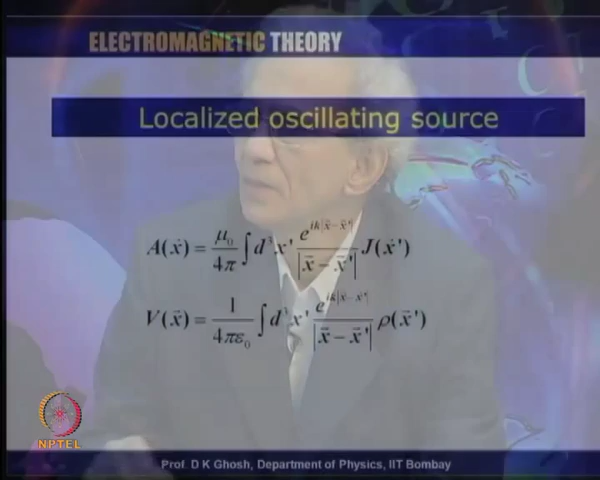 ELECTROMAGNETIC THEORY
Localized oscillating source
A(x⃗) = μ₀/4π ∫ d³x' e^{ik|x⃗−x⃗'|}/|x⃗−x⃗'| J(x⃗')
V(x⃗) = 1/4πε₀ ∫ d³x' e^{ik|x⃗−x⃗'|}/|x⃗−x⃗'| ρ(x⃗')
NPTEL
Prof. D K Ghosh, Department of Physics, IIT Bombay